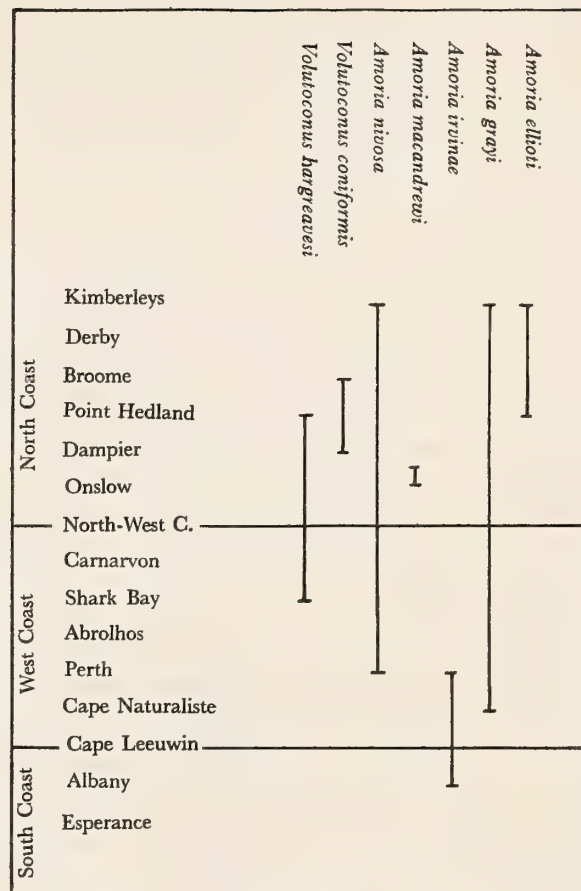 Volutoconus hargreavesi
Volutoconus coniformis
Amoria nivosa
Amoria macandrewi
Amoria irvinae
Amoria grayi
Amoria ellioti
North Coast
Kimberleys
Derby
Broome
Point Hedland
Dampier
Onslow
North-West C.
West Coast
Carnarvon
Shark Bay
Abrolhos
Perth
Cape Naturaliste
Cape Leeuwin
South Coast
Albany
Esperance